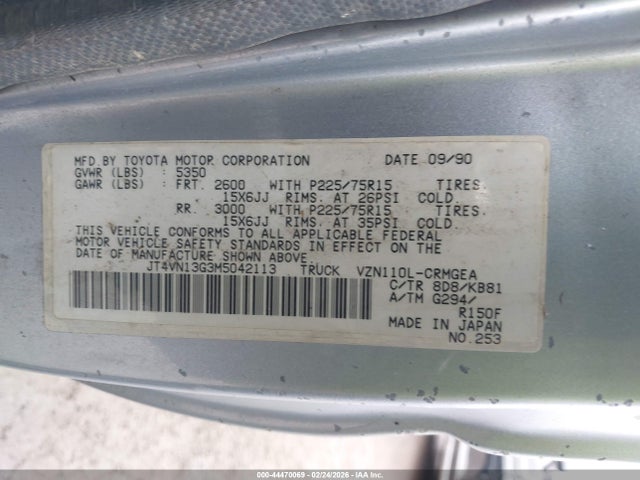 MFD.BY TOYOTA MOTOR CORPORATION DATE 09/90
GVWR (LBS) : 5350
GAWR (LBS) : FRT. 2600 WITH P225/75R15 TIRES.
15X6JJ RIMS. AT 26PSI COLD.
RR. 3000 WITH P225/75R15 TIRES.
15X6JJ RIMS. AT 35PSI COLD.
THIS VEHICLE CONFORMS TO ALL APPLICABLE FEDERAL
MOTOR VEHICLE SAFETY STANDARDS IN EFFECT ON THE
DATE OF MANUFACTURE SHOWN ABOVE.
JT4VN13G3M5042113 TRUCK VZN110L-CRMGEA
C/TR 8D8/KB81
A/TM G294/
R150F
MADE IN JAPAN
NO.253
000-44470069 - 02/24/2026 - IAAI.COM